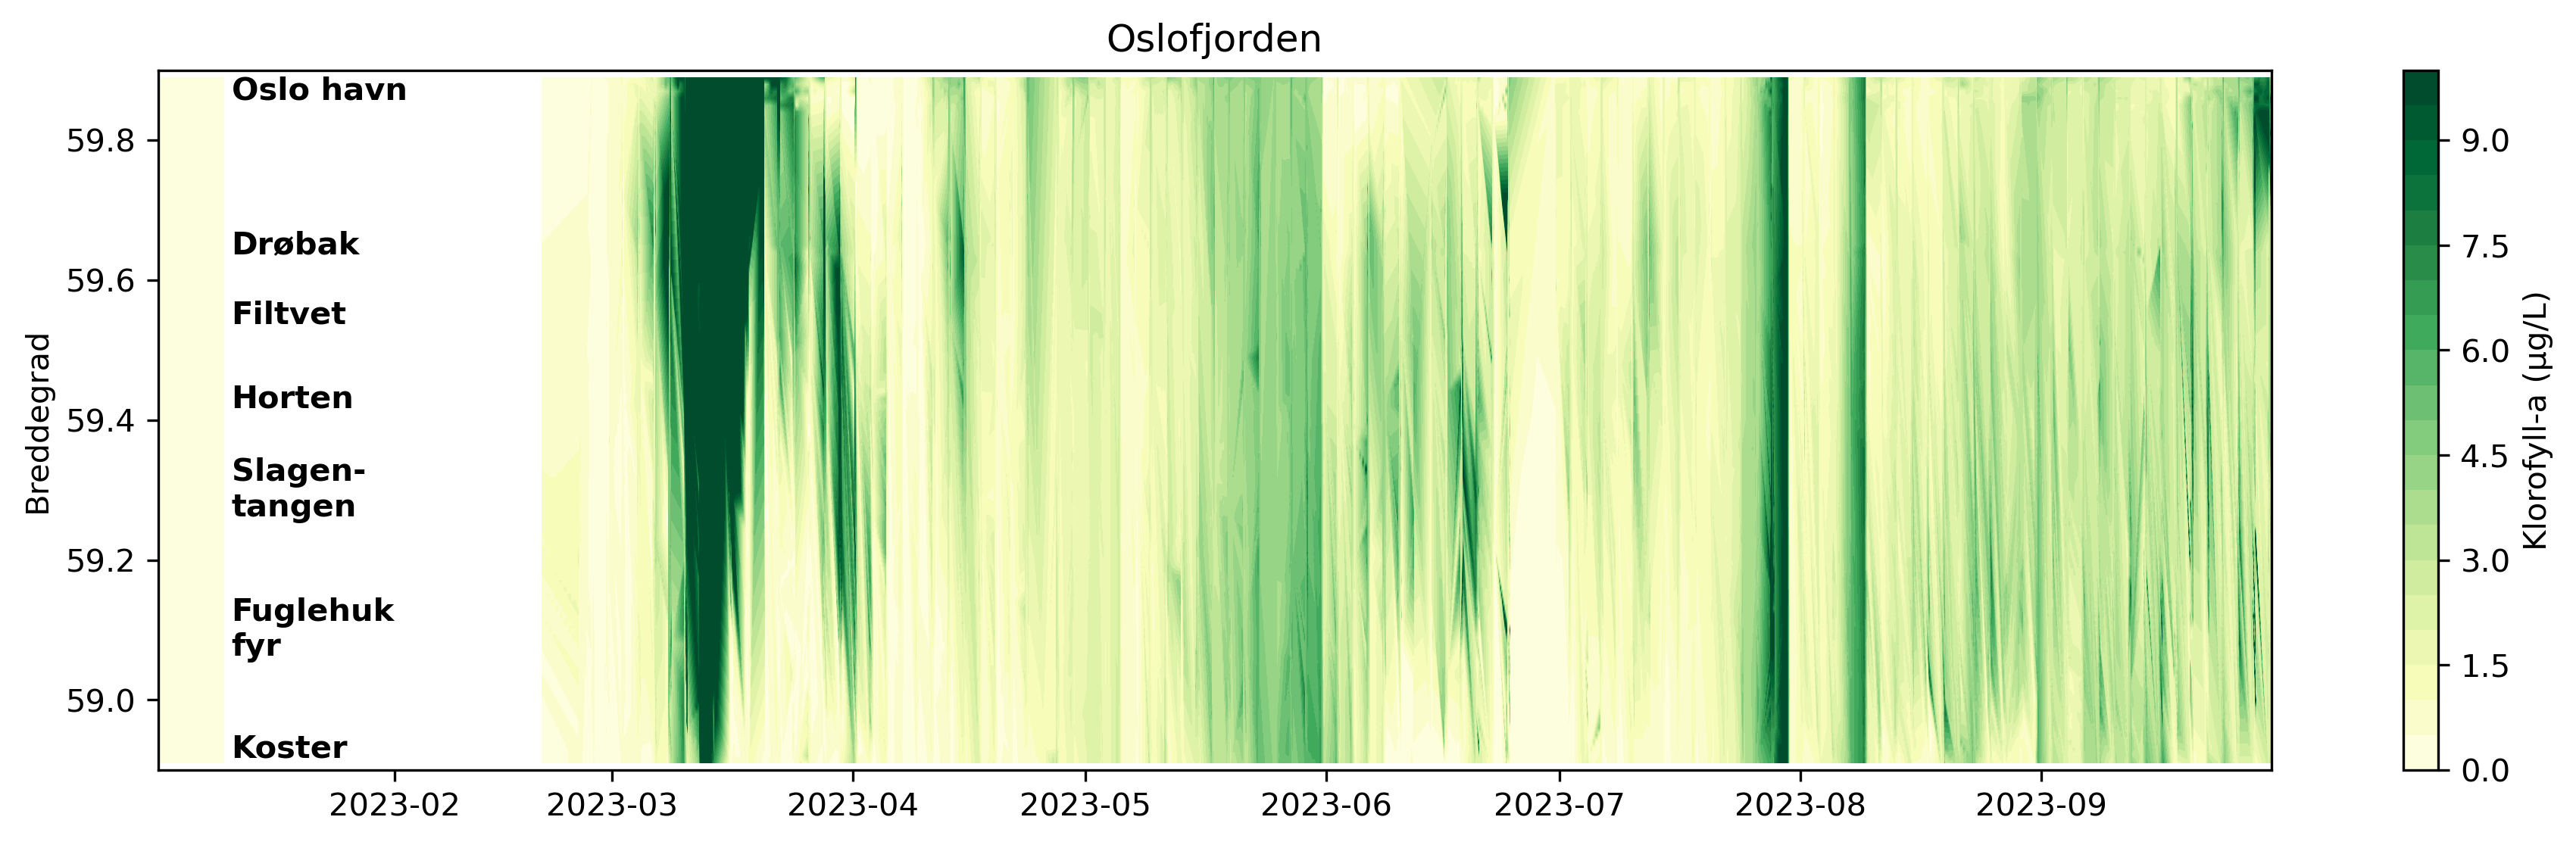 Oslofjorden
Breddegrad
59.8
59.6
59.4
59.2
59.0
Oslo havn
Drøbak
Filtvet
Horten
Slagen-
tangen
Fuglehuk
fyr
Koster
2023-02
2023-03
2023-04
2023-05
2023-06
2023-07
2023-08
2023-09
9.0
7.5
6.0
4.5
3.0
1.5
0.0
Klorofyll-a (µg/L)